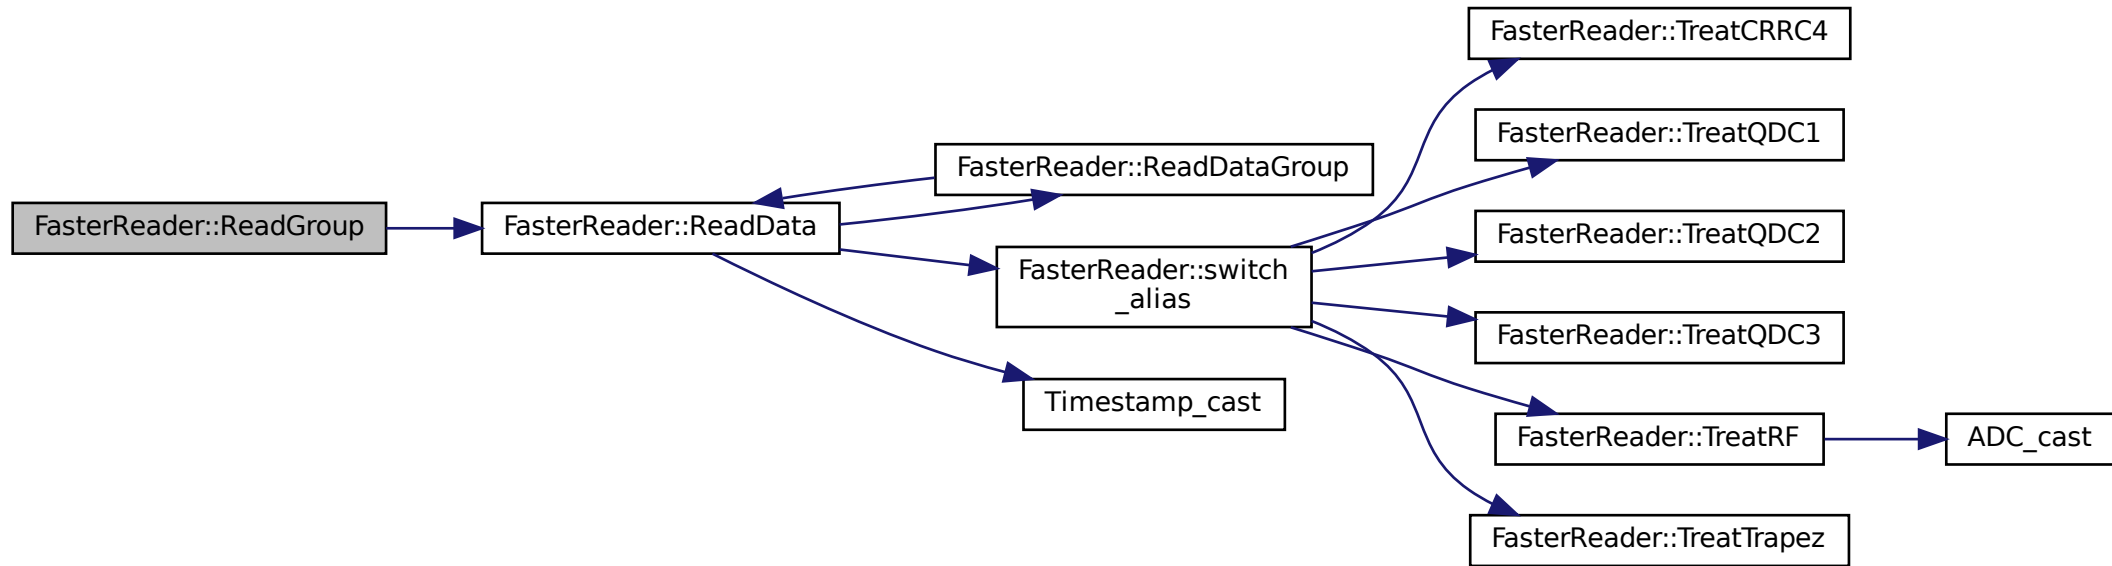 FasterReader::ReadGroup
FasterReader::ReadData
FasterReader::ReadDataGroup
FasterReader::switch
_alias
Timestamp_cast
FasterReader::TreatCRRC4
FasterReader::TreatQDC1
FasterReader::TreatQDC2
FasterReader::TreatQDC3
FasterReader::TreatRF
FasterReader::TreatTrapez
ADC_cast